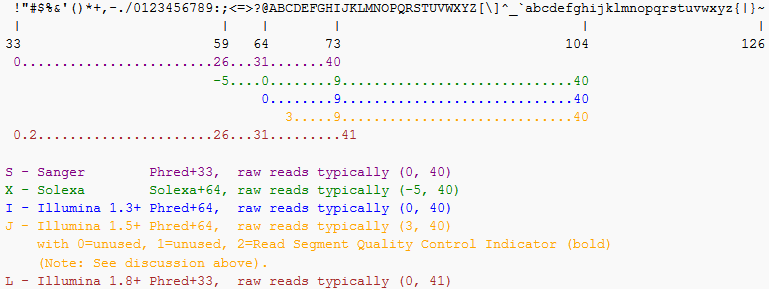 !"#$%&'()*+,-./0123456789:;<=>?@ABCDEFGHIJKLMNOPQRSTUVWXYZ[\]^_`abcdefghijklmnopqrstuvwxyz{|}~
| | | | | |
33 59 64 73 104 126
0........................26...31.......40
-5....0........9.............................40
0........9.............................40
3.....9.............................40
0.2......................26...31........41
S - Sanger Phred+33, raw reads typically (0, 40)
X - Solexa Solexa+64, raw reads typically (-5, 40)
I - Illumina 1.3+ Phred+64, raw reads typically (0, 40)
J - Illumina 1.5+ Phred+64, raw reads typically (3, 40)
with 0=unused, 1=unused, 2=Read Segment Quality Control Indicator (bold)
(Note: See discussion above).
L - Illumina 1.8+ Phred+33, raw reads typically (0, 41)